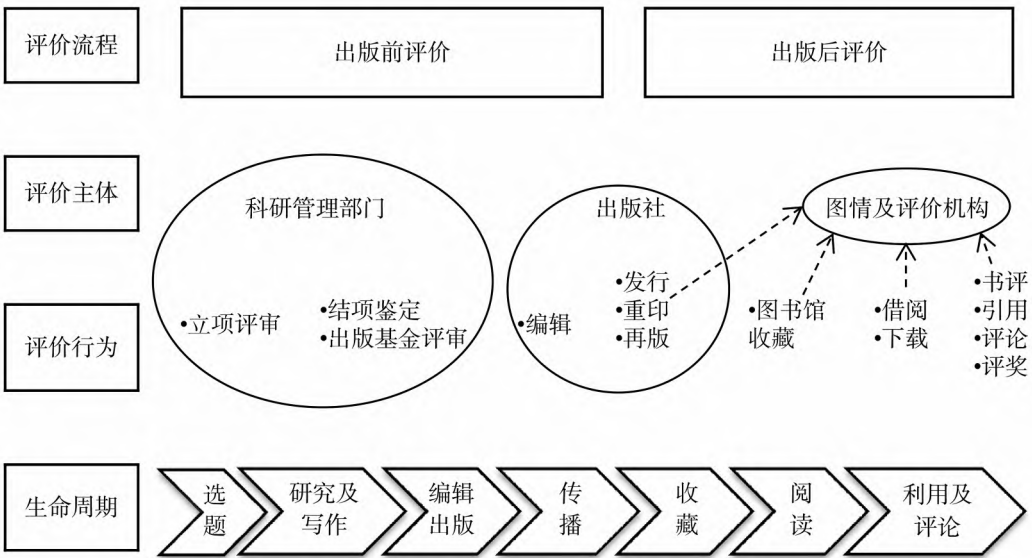 评价流程
出版前评价
出版后评价
评价主体
科研管理部门
出版社
图情及评价机构
评价行为
•立项评审
•结项鉴定
•出版基金评审
•编辑
•发行
•重印
•再版
•图书馆
收藏
•借阅
•下载
•书评
•引用
•评论
•评奖
生命周期
选
题
研究及
写作
编辑
出版
传
播
收
藏
阅
读
利用及
评论